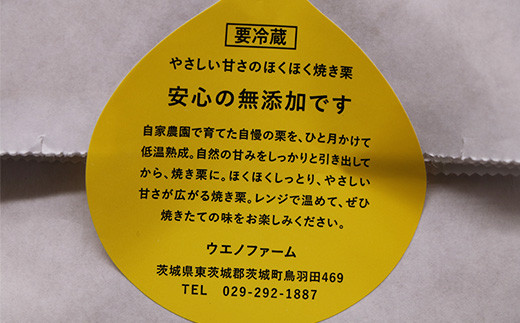 要冷蔵
やさしい甘さのほくほく焼き栗
安心の無添加です
自家農園で育てた自慢の栗を、ひと月かけて
低温熟成。自然の甘みをしっかりと引き出して
から、焼き栗に。ほくほくしっとり、やさしい
甘さが広がる焼き栗。レンジで温めて、ぜひ
焼きたての味をお楽しみください。
ウエノファーム
茨城県東茨城郡茨城町鳥羽田469
TEL 029-292-1887